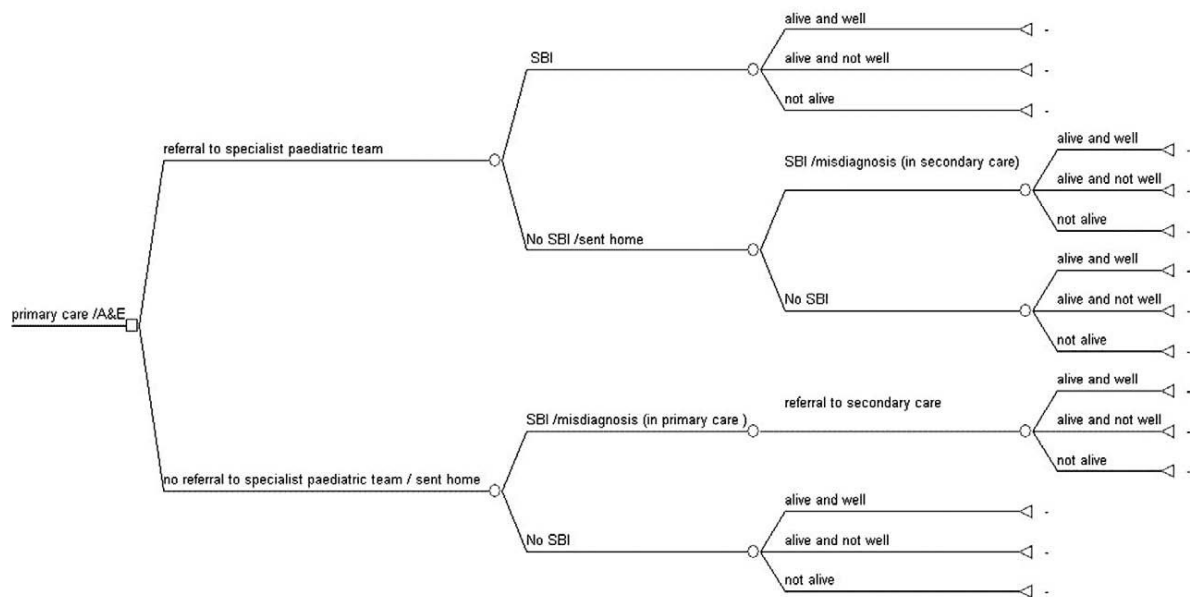 alive and well
SBI
alive and not well
not alive
referral to specialist paediatric team
alive and well
SBI /misdiagnosis (in secondary care)
alive and not well
not alive
No SBI /sent home
alive and well
No SBI
alive and not well
not alive
primary care /A&E
alive and well
referral to secondary care
SBI /misdiagnosis (in primary care )
alive and not well
not alive
no referral to specialist paediatric team / sent home
alive and well
No SBI
alive and not well
not alive